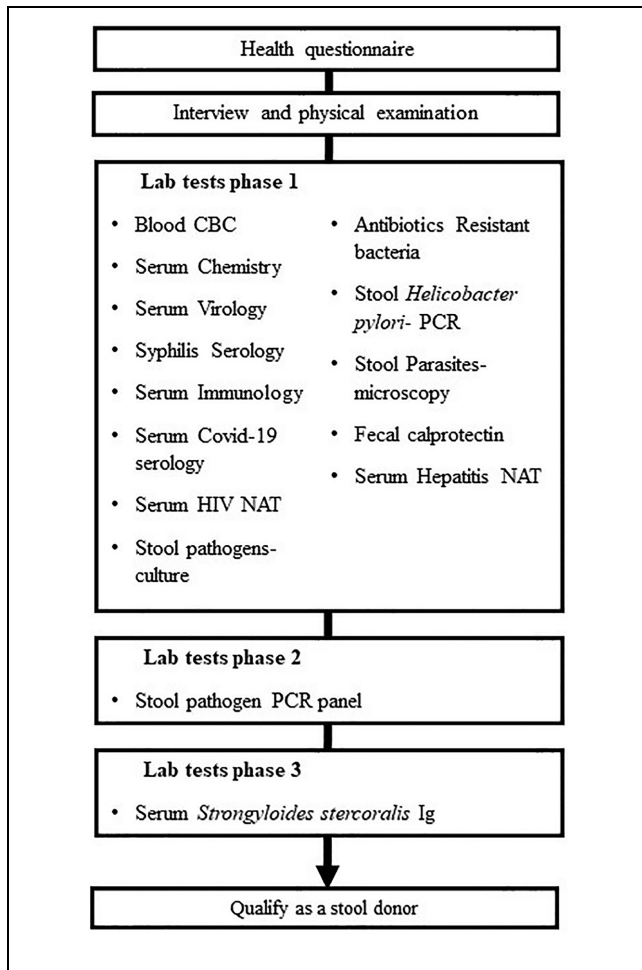 Health questionnaire
Interview and physical examination
Lab tests phase 1
• Blood CBC
• Serum Chemistry
• Serum Virology
• Syphilis Serology
• Serum Immunology
• Serum Covid-19
serology
• Serum HIV NAT
• Stool pathogens-
culture
• Antibiotics Resistant
bacteria
• Stool Helicobacter
pylori- PCR
• Stool Parasites-
microscopy
• Fecal calprotectin
• Serum Hepatitis NAT
Lab tests phase 2
• Stool pathogen PCR panel
Lab tests phase 3
• Serum Strongyloides stercoralis Ig
Qualify as a stool donor